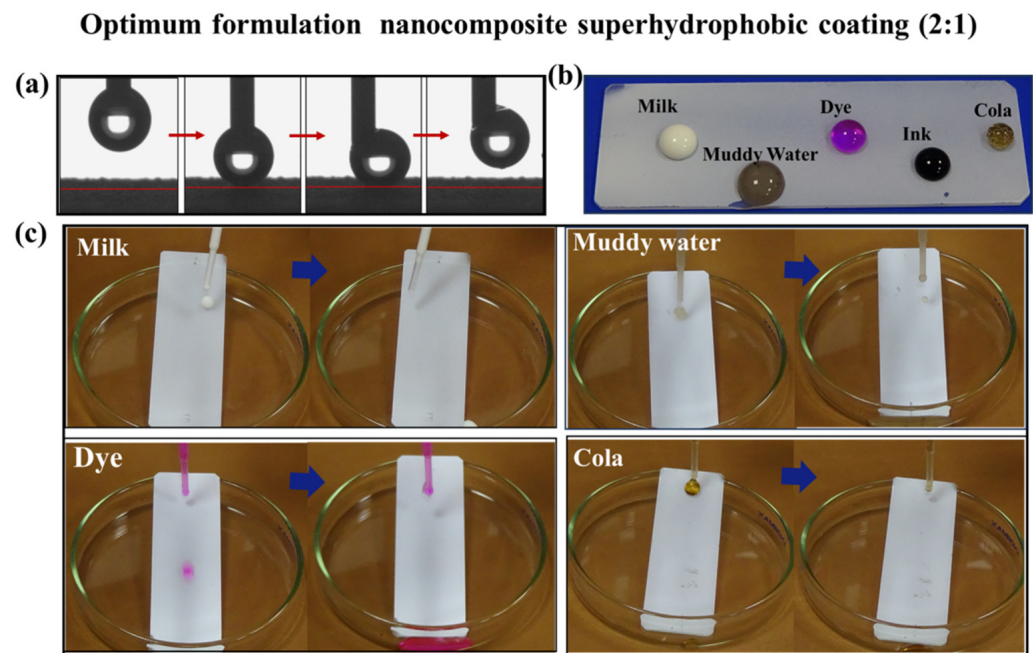 Optimum formulation nanocomposite superhydrophobic coating (2:1)
(a)
(b)
Milk
Dye
Cola
Ink
Muddy Water
(c)
Milk
Muddy water
Dye
Cola